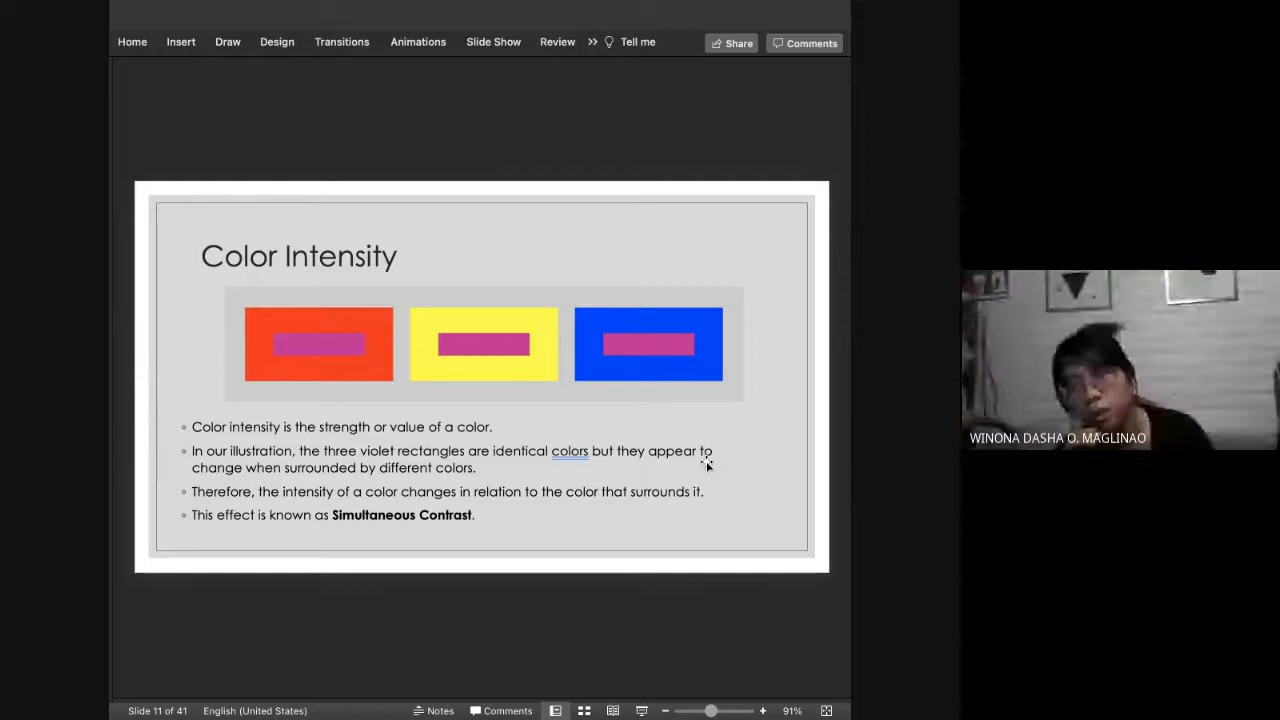 Home Insert Draw Design Transitions Animations Slide Show Review Tell me Share Comments
Color Intensity
Color intensity is the strength or value of a color.
In our illustration, the three violet rectangles are identical colors but they appear to
change when surrounded by different colors.
Therefore, the intensity of a color changes in relation to the color that surrounds it.
This effect is known as Simultaneous Contrast.
WINONA DASHA O. MAGLINAO
Slide 11 of 41 English (United States) Notes Comments 91%